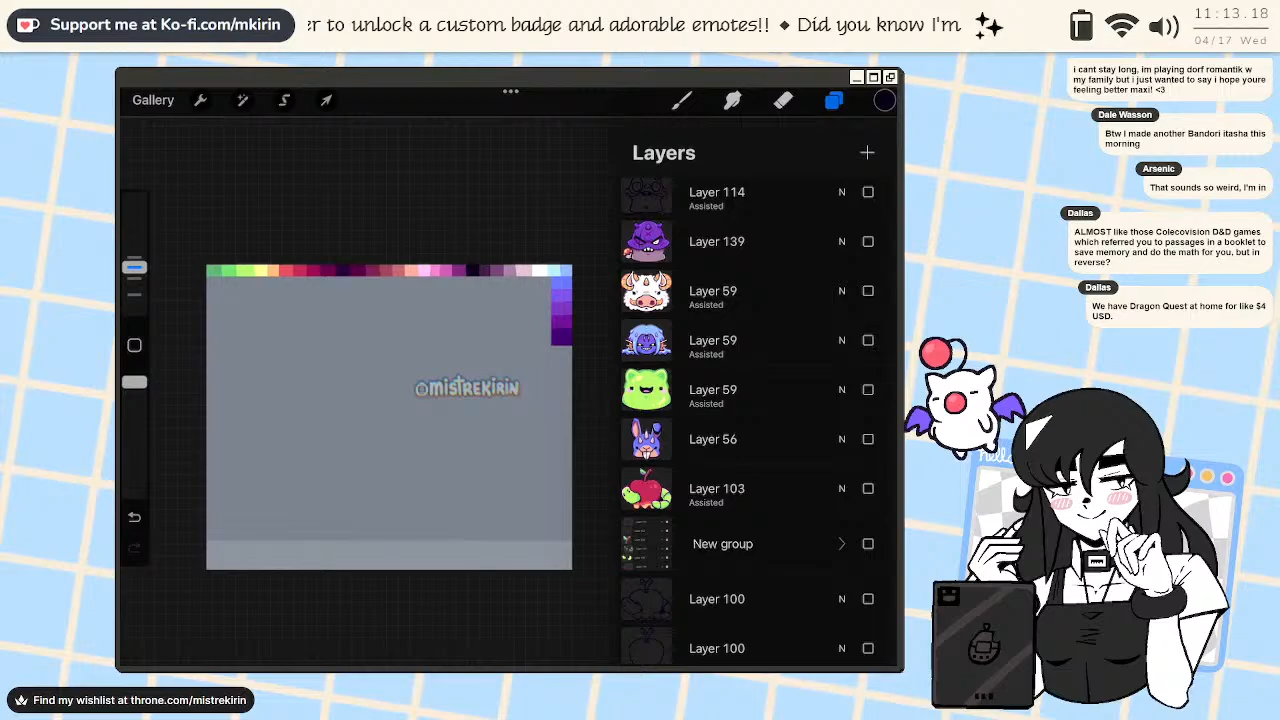 Support me at Ko-fi.com/mkirin
er to unlock a custom badge and adorable emotes!! ◆ Did you know I'm
11:13.18
04/17 Wed
i cant stay long, im playing dorf romantik w
my family but i just wanted to say i hope youre
feeling better maxi! <3
Dale Wasson
Btw I made another Bandori itasha this
morning
Arsenic
That sounds so weird, I'm in
Dallas
ALMOST like those Colecovision D&D games
which referred you to passages in a booklet to
save memory and do the math for you, but in
reverse?
Dallas
We have Dragon Quest at home for like $4
USD.
Gallery
Layers
Layer 114
Assisted
N
Layer 139
N
Layer 59
Assisted
N
Layer 59
Assisted
N
Layer 59
Assisted
N
Layer 56
N
Layer 103
Assisted
N
New group
Layer 100
N
Layer 100
N
@MISTREKIRIN
hello
Find my wishlist at throne.com/mistrekirin